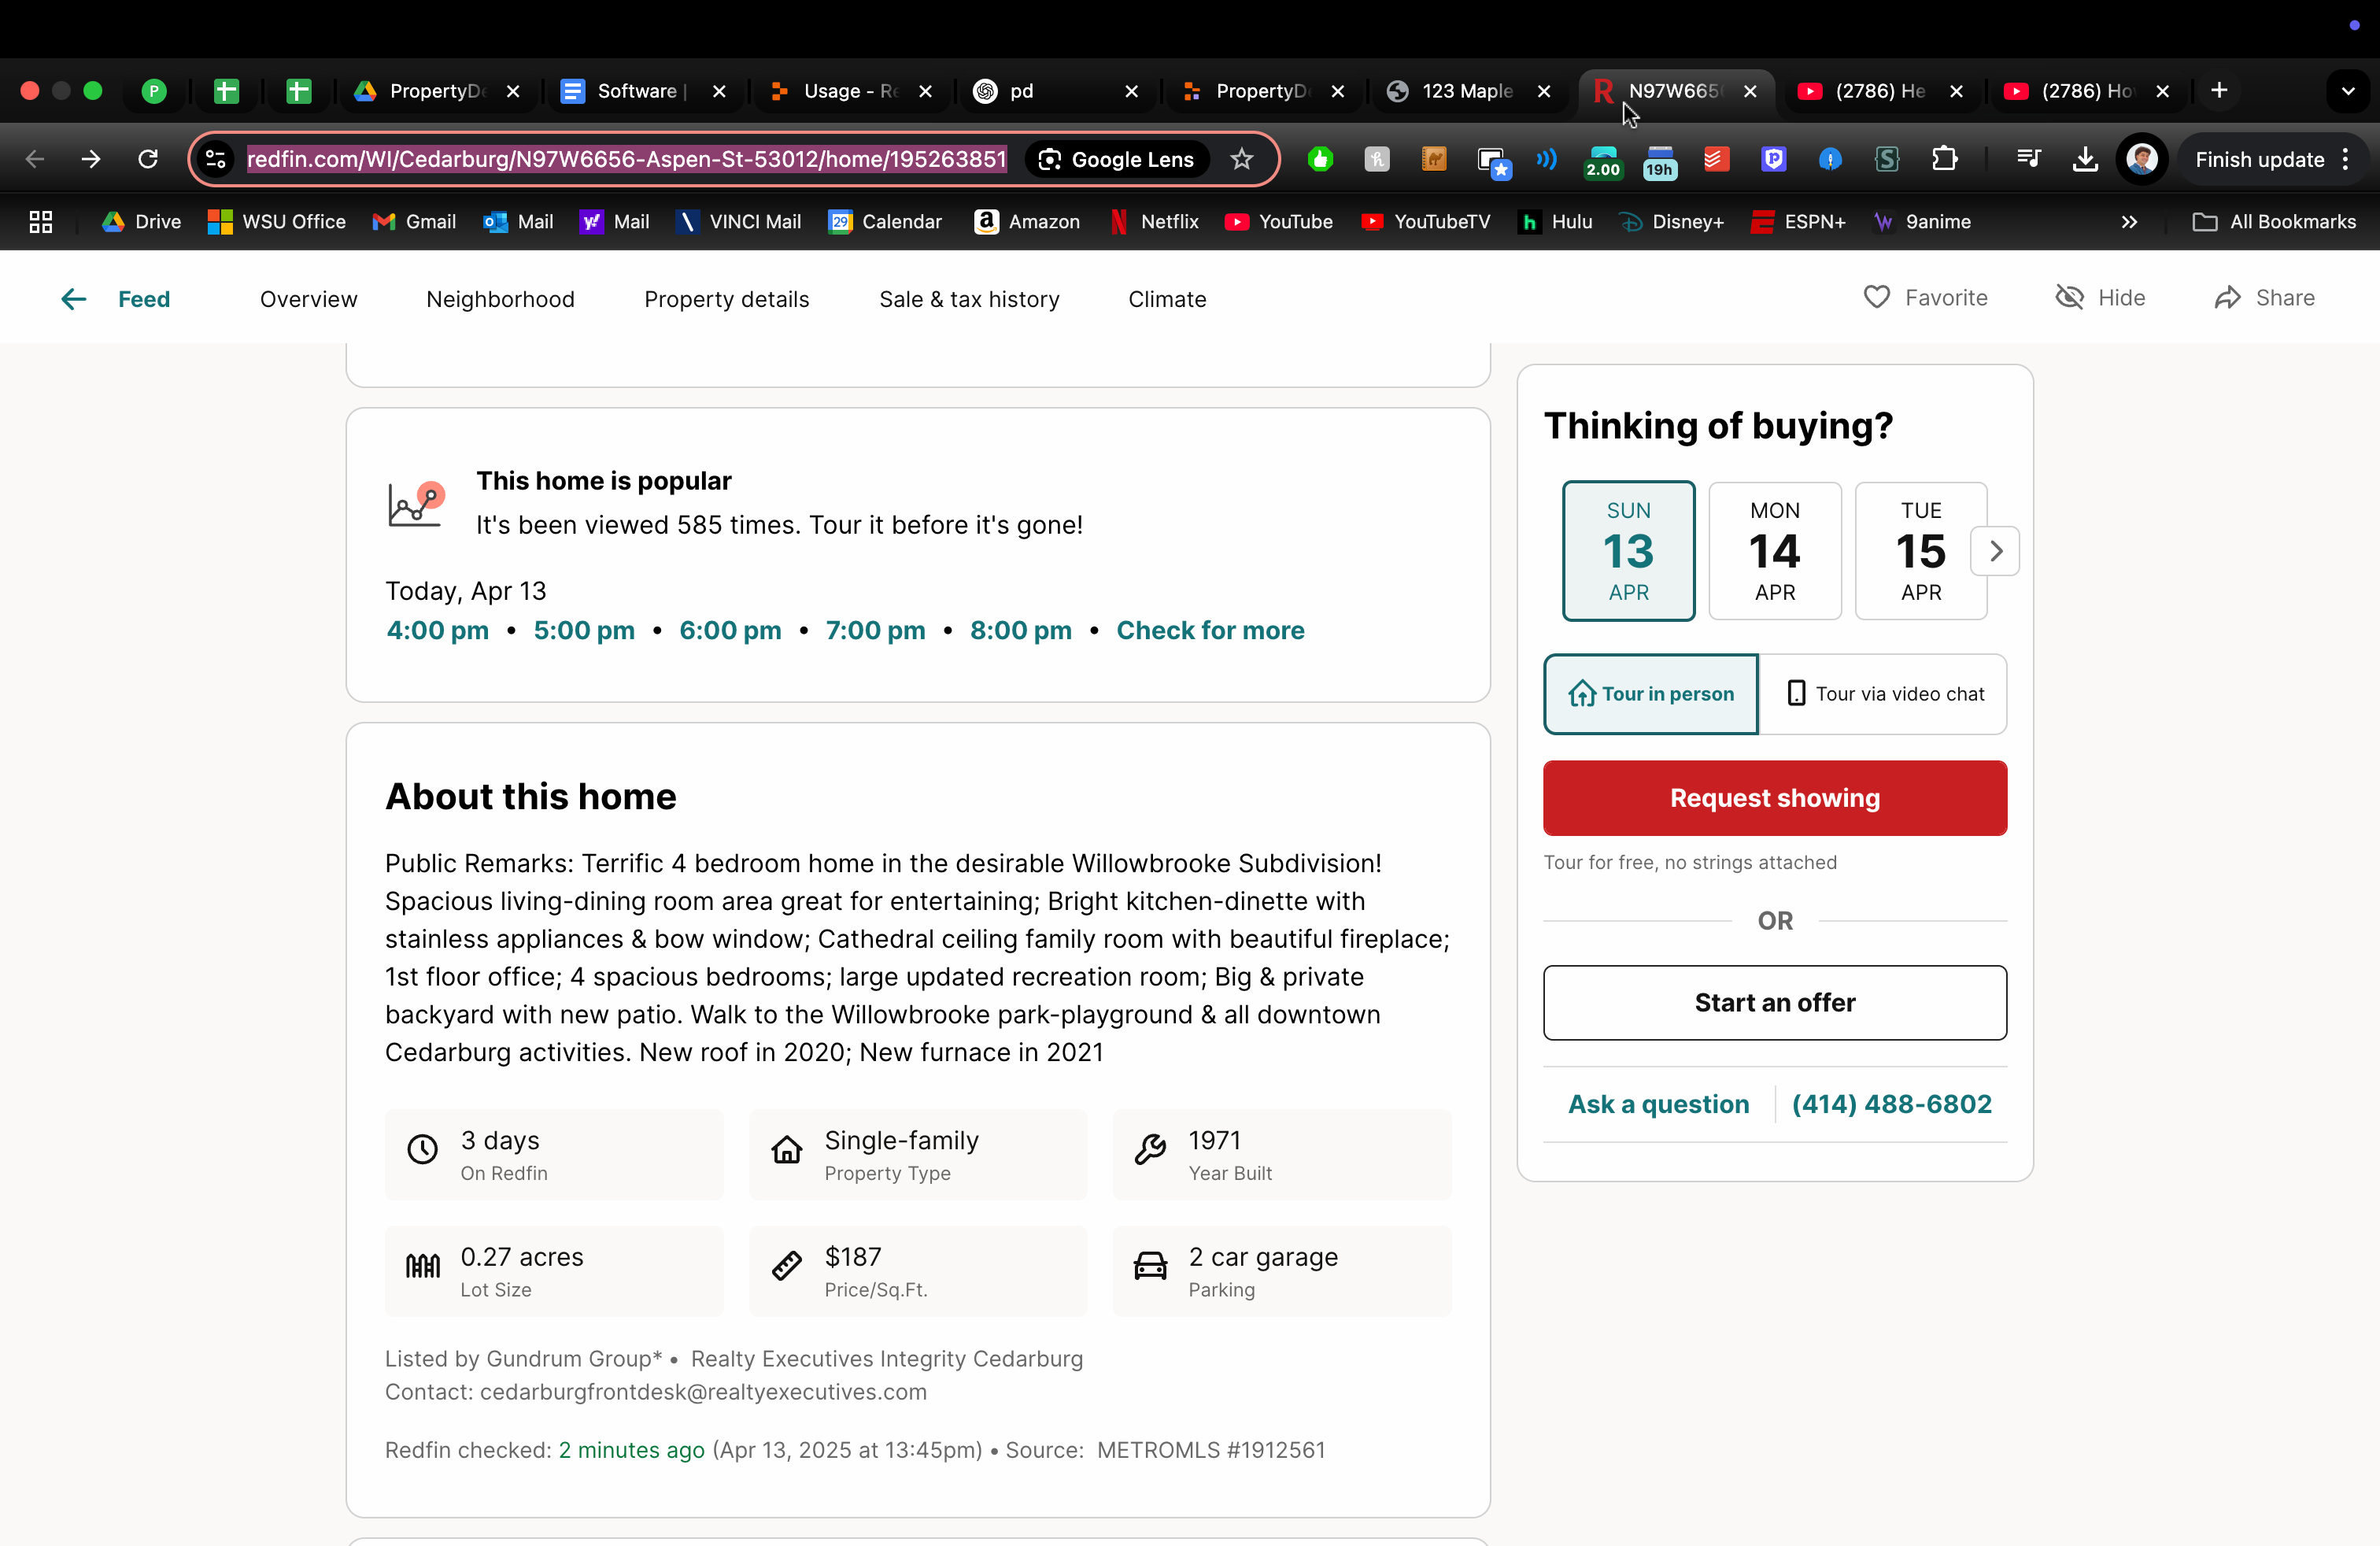 P
PropertyDe
Software |
Usage - Re
pd
PropertyDe
123 Maple
N97W6656
(2786) He
(2786) Ho
redfin.com/WI/Cedarburg/N97W6656-Aspen-St-53012/home/195263851
Google Lens
2.00
19h
Finish update
Drive
WSU Office
Gmail
Mail
Mail
VINCI Mail
29
Calendar
Amazon
Netflix
YouTube
YouTubeTV
Hulu
Disney+
ESPN+
9anime
All Bookmarks
Feed
Overview
Neighborhood
Property details
Sale & tax history
Climate
Favorite
Hide
Share
This home is popular
It's been viewed 585 times. Tour it before it's gone!
Today, Apr 13
4:00 pm • 5:00 pm • 6:00 pm • 7:00 pm • 8:00 pm • Check for more
About this home
Public Remarks: Terrific 4 bedroom home in the desirable Willowbrooke Subdivision!
Spacious living-dining room area great for entertaining; Bright kitchen-dinette with
stainless appliances & bow window; Cathedral ceiling family room with beautiful fireplace;
1st floor office; 4 spacious bedrooms; large updated recreation room; Big & private
backyard with new patio. Walk to the Willowbrooke park-playground & all downtown
Cedarburg activities. New roof in 2020; New furnace in 2021
3 days
On Redfin
Single-family
Property Type
1971
Year Built
0.27 acres
Lot Size
$187
Price/Sq.Ft.
2 car garage
Parking
Listed by Gundrum Group* • Realty Executives Integrity Cedarburg
Contact: cedarburgfrontdesk@realtyexecutives.com
Redfin checked: 2 minutes ago (Apr 13, 2025 at 13:45pm) • Source: METROMLS #1912561
Thinking of buying?
SUN
13
APR
MON
14
APR
TUE
15
APR
Tour in person
Tour via video chat
Request showing
Tour for free, no strings attached
OR
Start an offer
Ask a question
(414) 488-6802